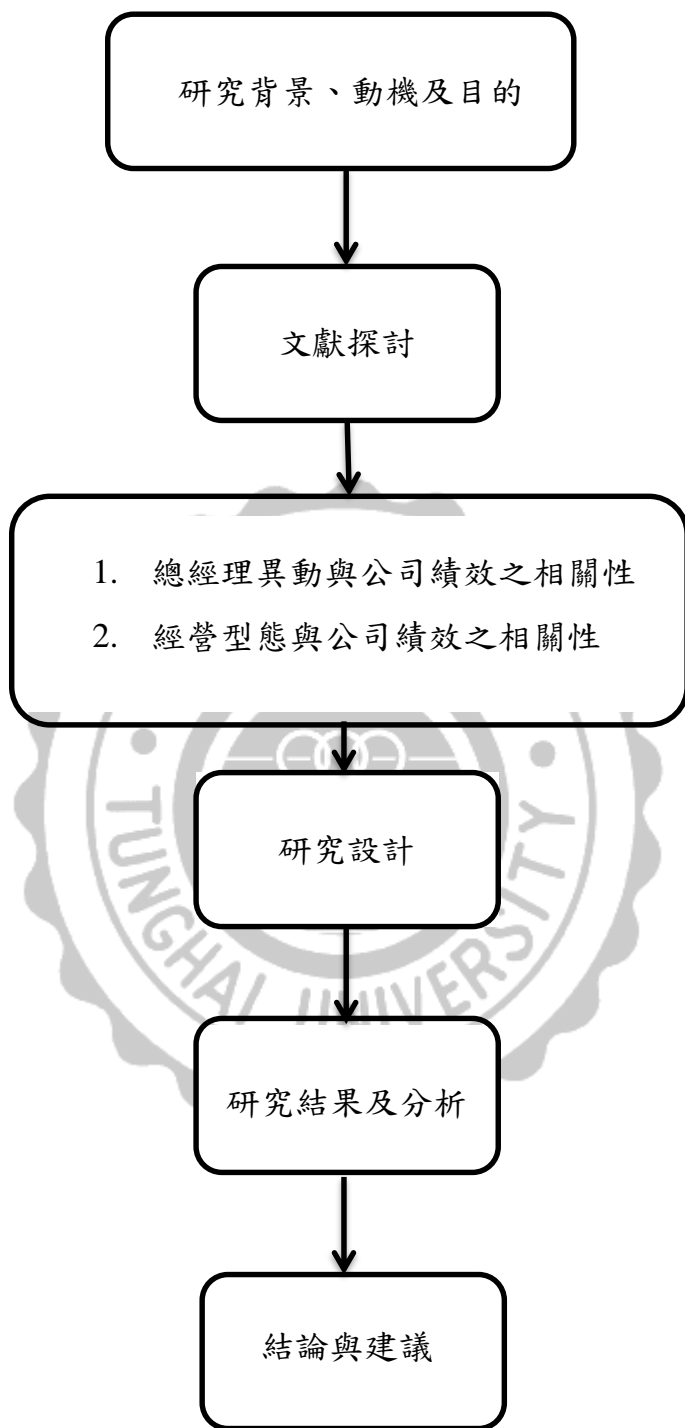 研究背景、動機及目的
文獻探討
1. 總經理異動與公司績效之相關性
2. 經營型態與公司績效之相關性
研究設計
TUNGHAI UNIVERSITY
研究結果及分析
結論與建議